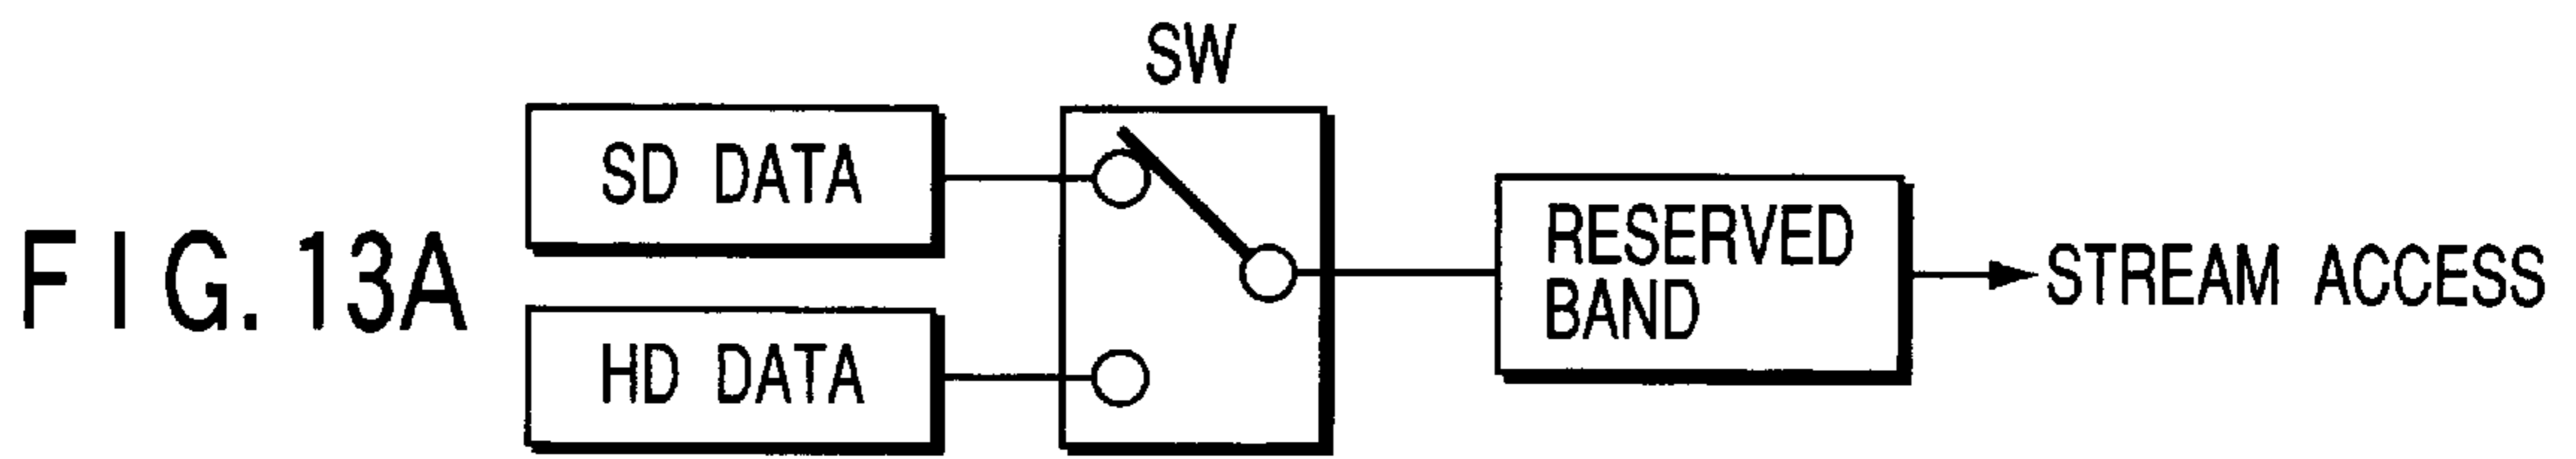 FIG. 13A
SW
SD DATA
HD DATA
RESERVED
BAND
STREAM ACCESS